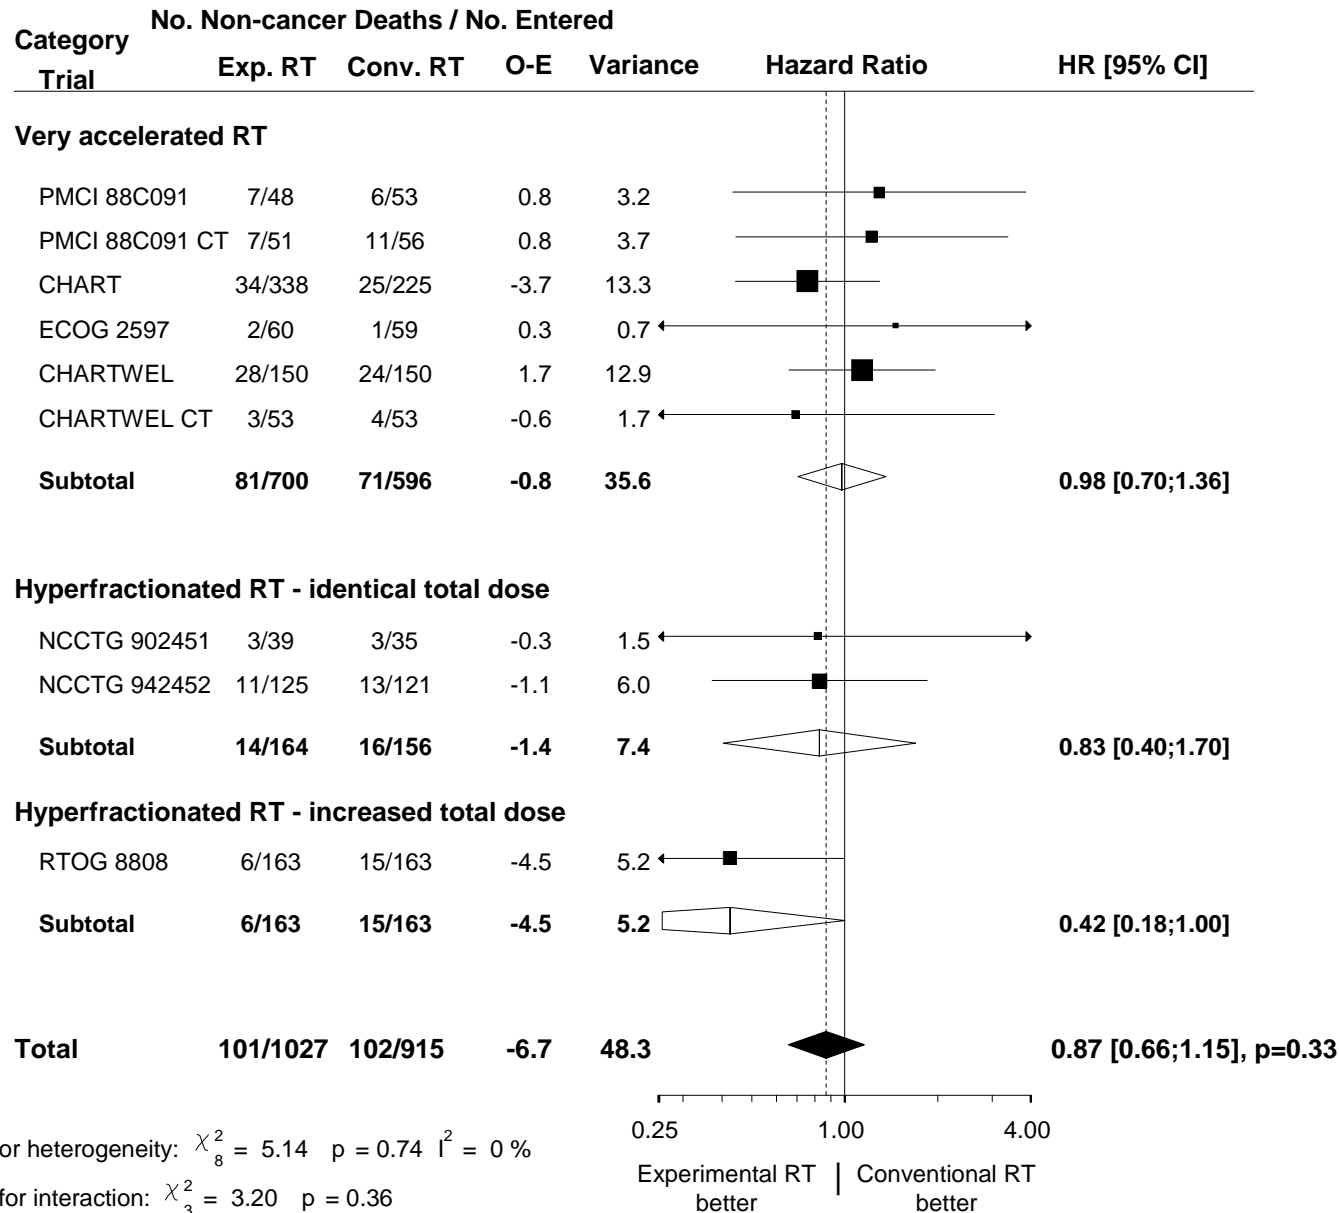 No. Non-cancer Deaths / No. Entered
Category
Trial Exp. RT Conv. RT O-E Variance Hazard Ratio HR [95% CI]
Very accelerated RT
PMCI 88C091 7/48 6/53 0.8 3.2
PMCI 88C091 CT 7/51 11/56 0.8 3.7
CHART 34/338 25/225 -3.7 13.3
ECOG 2597 2/60 1/59 0.3 0.7
CHARTWEL 28/150 24/150 1.7 12.9
CHARTWEL CT 3/53 4/53 -0.6 1.7
Subtotal 81/700 71/596 -0.8 35.6 0.98 [0.70;1.36]
Hyperfractionated RT - identical total dose
NCCTG 902451 3/39 3/35 -0.3 1.5
NCCTG 942452 11/125 13/121 -1.1 6.0
Subtotal 14/164 16/156 -1.4 7.4 0.83 [0.40;1.70]
Hyperfractionated RT - increased total dose
RTOG 8808 6/163 15/163 -4.5 5.2
Subtotal 6/163 15/163 -4.5 5.2 0.42 [0.18;1.00]
Total 101/1027 102/915 -6.7 48.3 0.87 [0.66;1.15], p=0.33
0.25 1.00 4.00
or heterogeneity: χ²₈ = 5.14 p = 0.74 I² = 0 %
Experimental RT | Conventional RT
for interaction: χ²₃ = 3.20 p = 0.36
better better